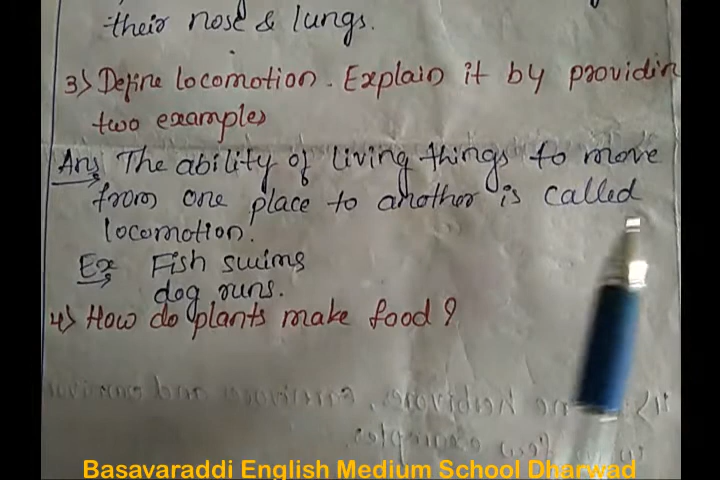 their nose & lungs.
3> Define locomotion. Explain it by providin
two examples
Ans The ability of living things to move
from one place to another is called
locomotion.
Ex Fish swims
dog runs.
4> How do plants make food?
Basavaraddi English Medium School Dharwad